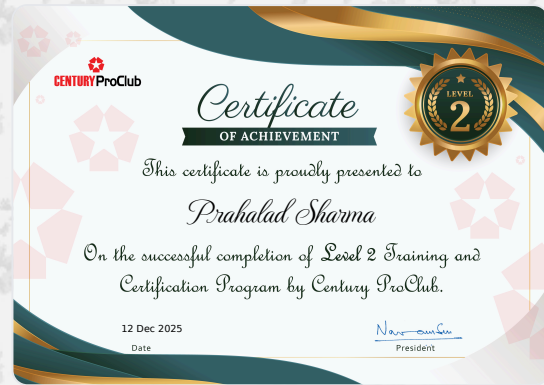 CENTURY ProClub
LEVEL
2
Certificate
OF ACHIEVEMENT
This certificate is proudly presented to
Prahalad Sharma
On the successful completion of Level 2 Training and
Certification Program by Century ProClub.
12 Dec 2025
Date
President